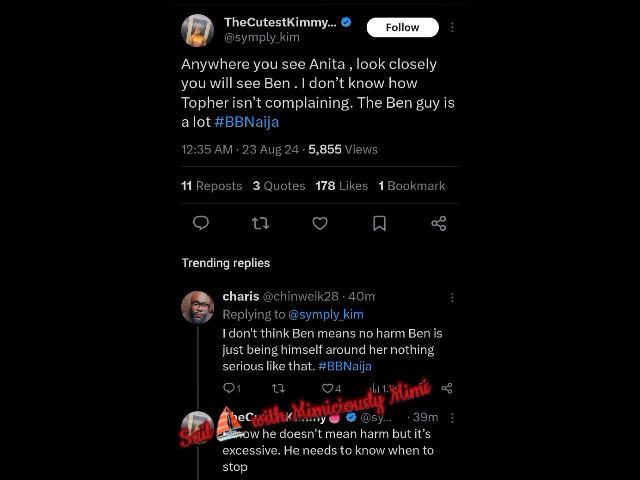 TheCutestKimmy...
Follow
@symply_kim
Anywhere you see Anita , look closely
you will see Ben . I don't know how
Topher isn't complaining. The Ben guy is
a lot #BBNaija
12:35 AM · 23 Aug 24 · 5,855 Views
11 Reposts 3 Quotes 178 Likes 1 Bookmark
Trending replies
charis @chinweik28 · 40m
Replying to @symply_kim
I don't think Ben means no harm Ben is
just being himself around her nothing
serious like that. #BBNaija
1 4
Sail with Mimiciously Mimi
TheCutestKimmy @sy... · 39m
know he doesn't mean harm but it's
excessive. He needs to know when to
stop